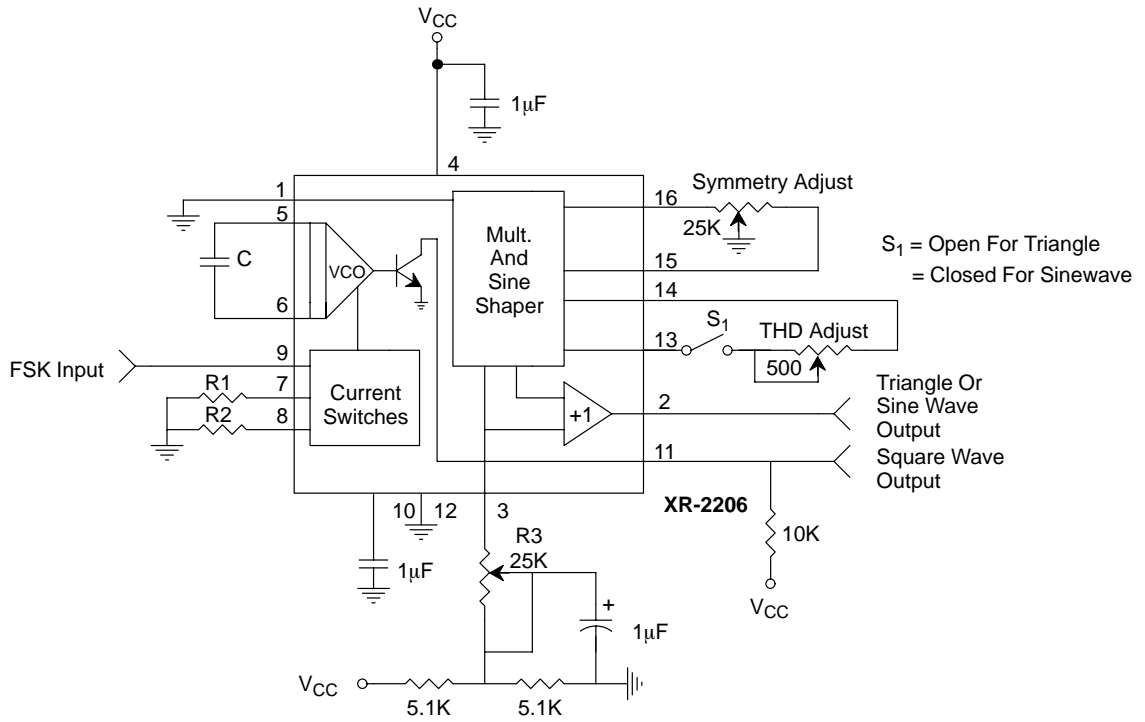 VCC
1μF
4
1
16
Symmetry Adjust
25K
5
C
VCO
Mult.
And
Sine
Shaper
15
S1 = Open For Triangle
= Closed For Sinewave
6
14
S1
THD Adjust
13
500
FSK Input
9
R1
7
R2
8
Current
Switches
+1
2
Triangle Or
Sine Wave
Output
11
Square Wave
Output
10
12
3
XR-2206
10K
VCC
1μF
R3
25K
+
1μF
VCC
5.1K
5.1K